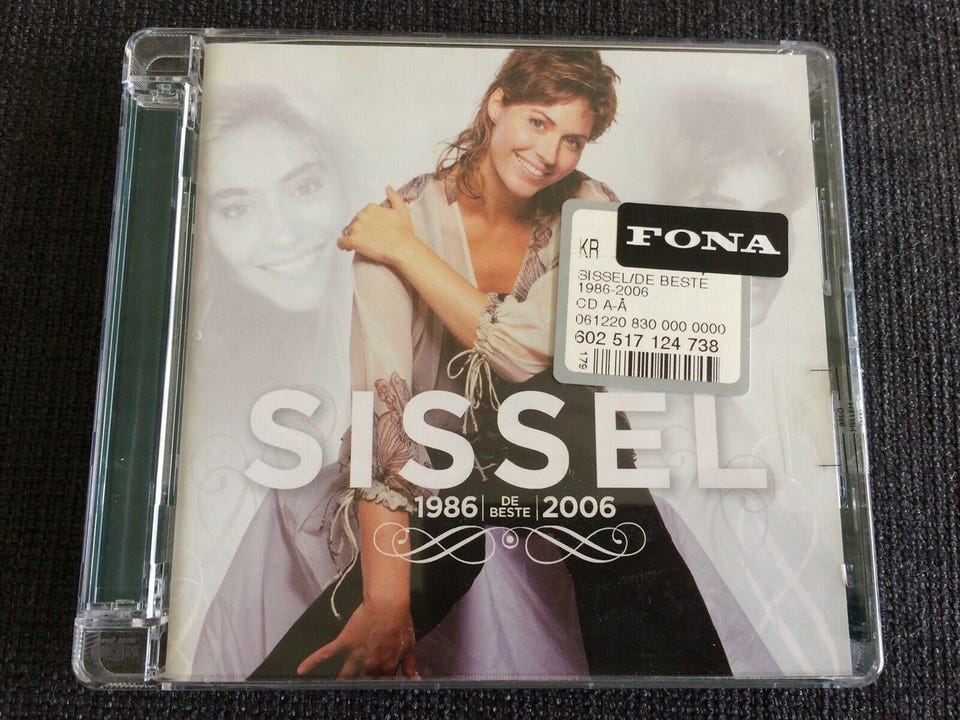 FONA
KR
SISSEL/DE BESTE
1986-2006
CD A-Å
061220 830 000 0000
602 517 124 738
179
SISSEL
1986 | DE BESTE | 2006